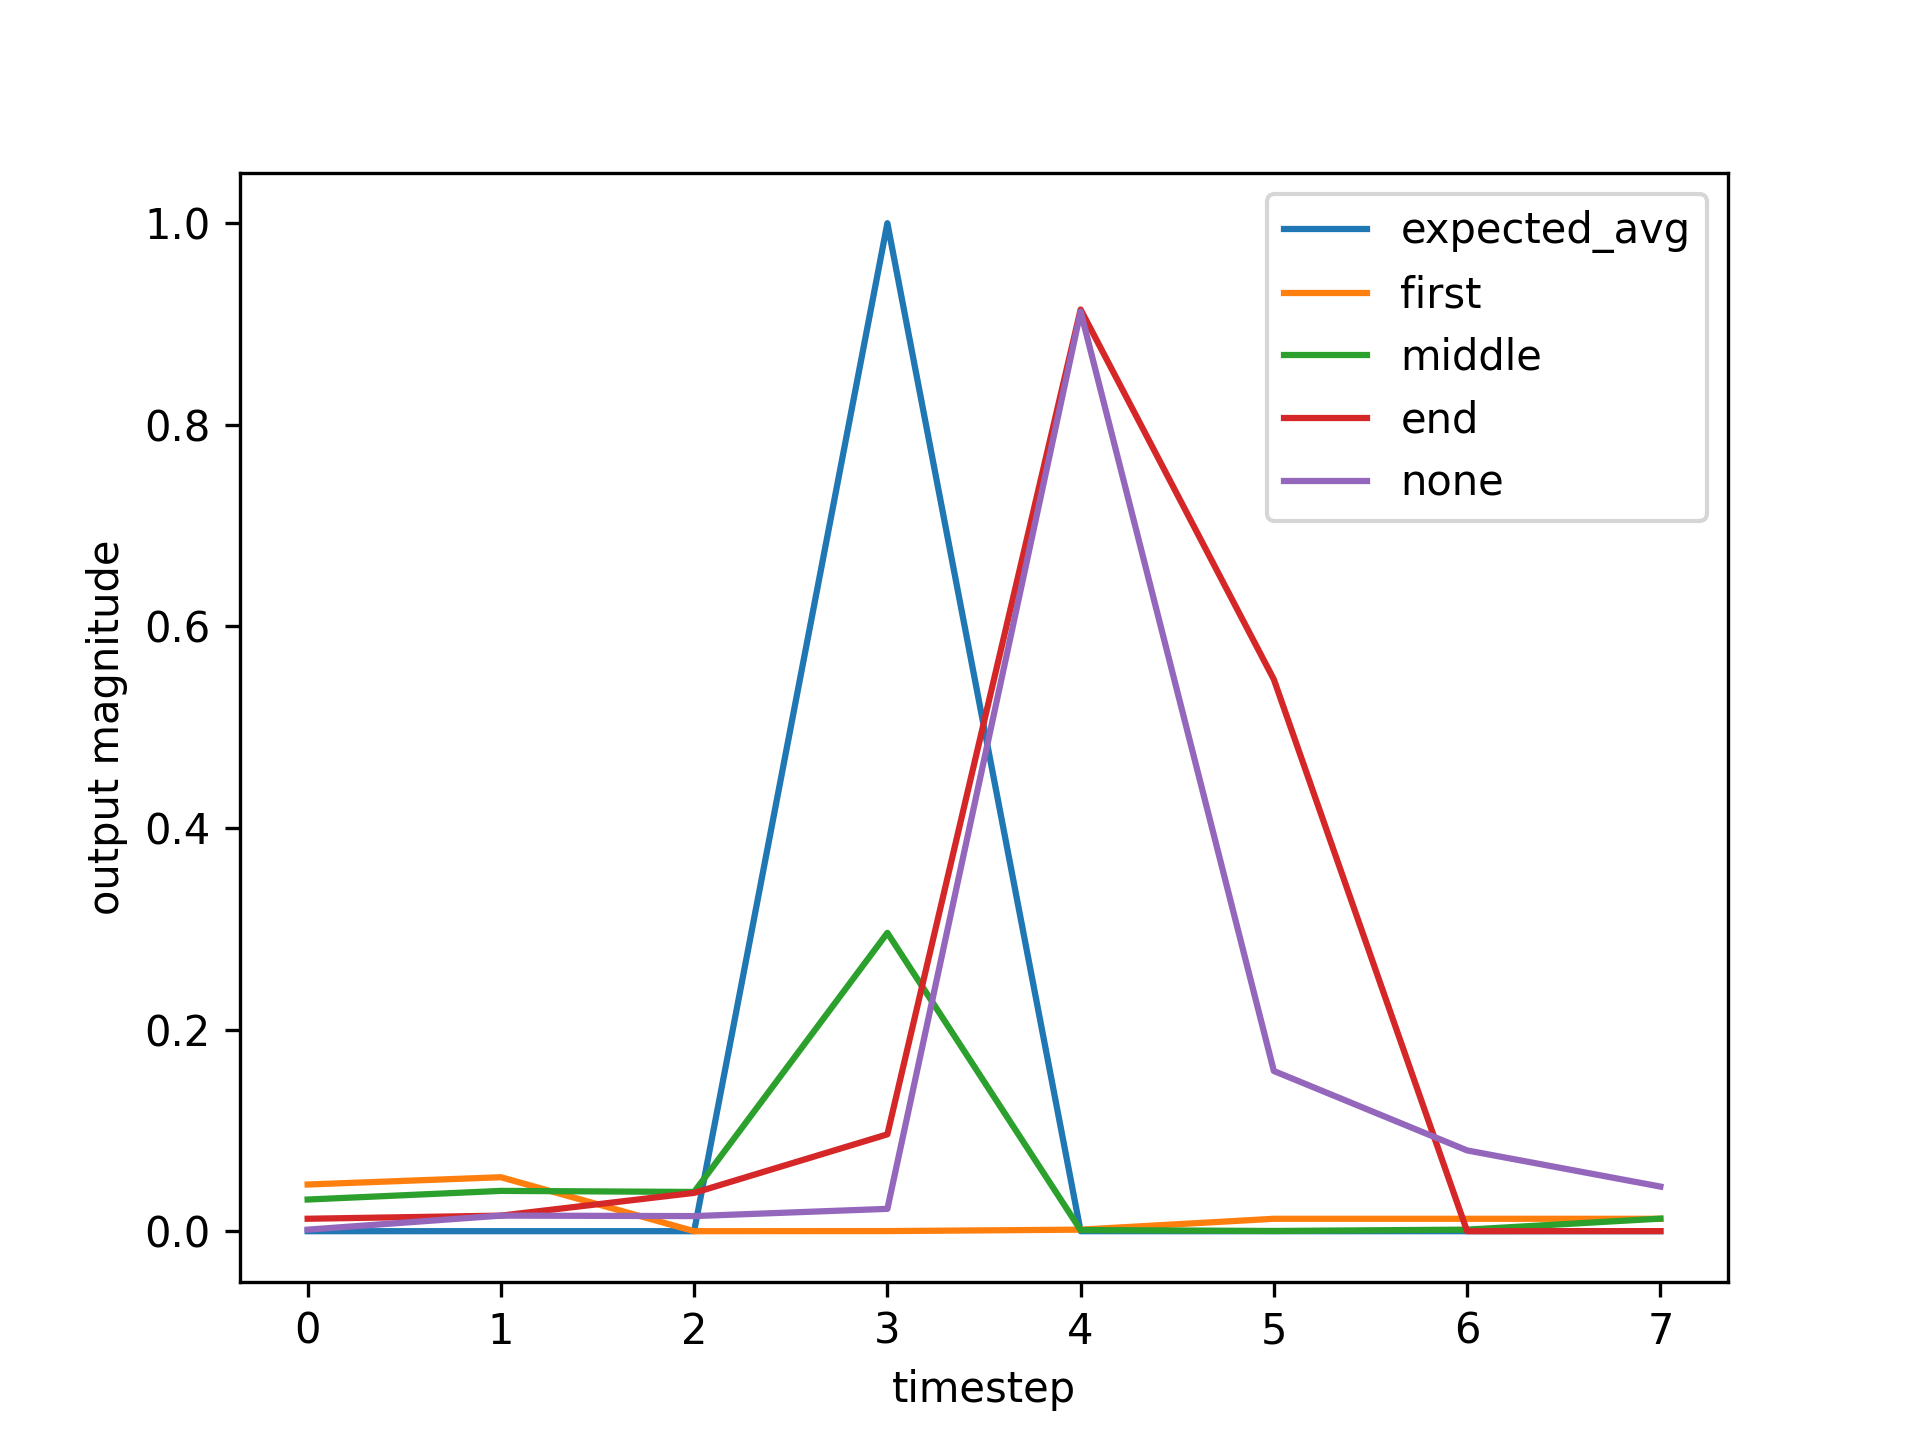 expected_avg
first
middle
end
none
1.0
0.8
0.6
0.4
0.2
0.0
output magnitude
0 1 2 3 4 5 6 7
timestep